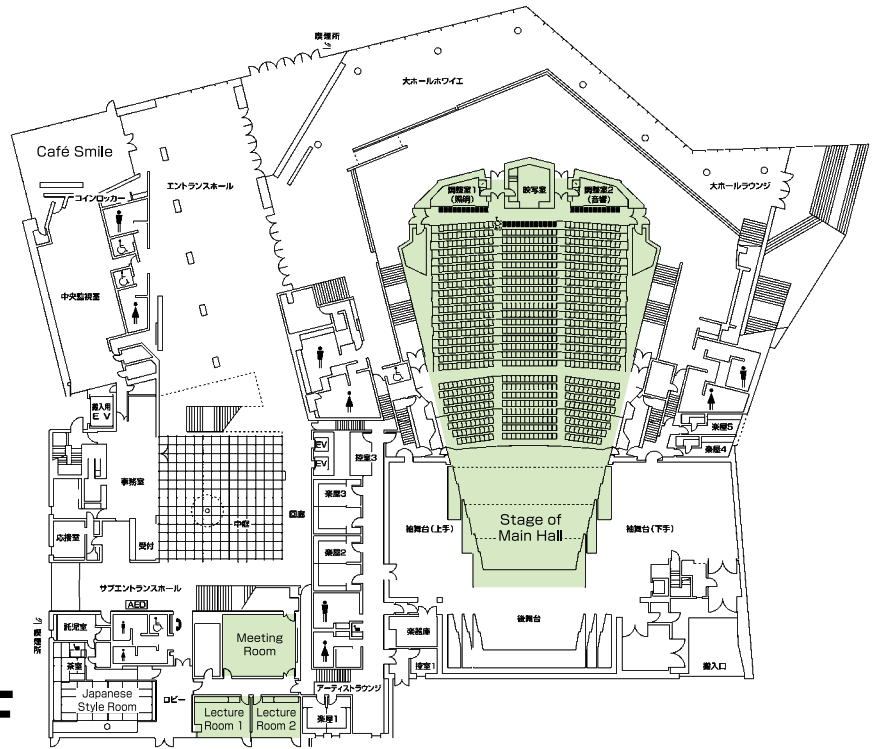 喫煙所
大ホールホワイエ
Café Smile
エントランスホール
コインロッカー
調整室1
(照明)
映写室
調整室2
(音響)
大ホールラウンジ
中央監視室
搬入用
EV
楽屋5
楽屋4
EV
EV
控室3
事務室
楽屋3
中庭
回廊
袖舞台(上手)
Stage of
Main Hall
袖舞台(下手)
応接室
受付
楽屋2
サブエントランスホール
AED
喫煙所
託児室
Meeting
Room
楽器庫
後舞台
茶室
控室1
搬入口
Japanese
Style Room
ロビー
アーティストラウンジ
Lecture
Room 1
Lecture
Room 2
楽屋1